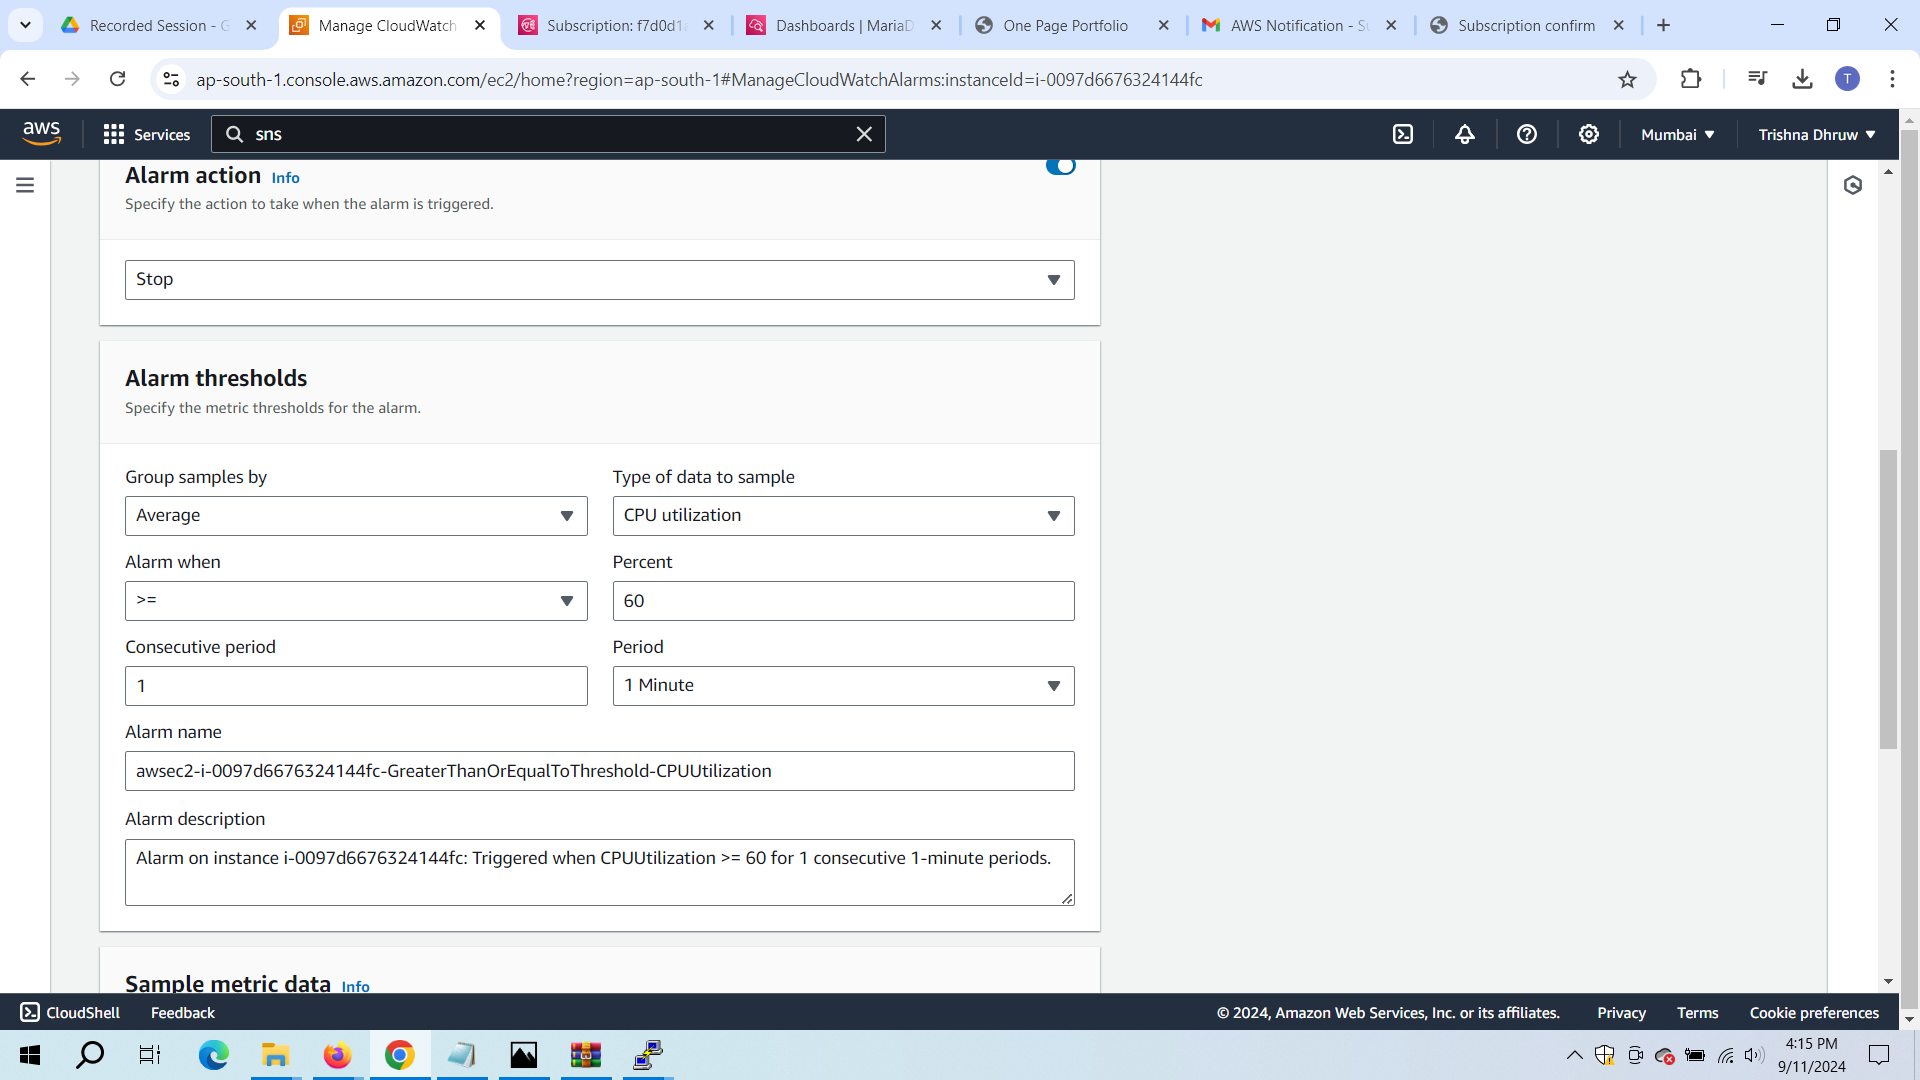 Recorded Session - G
Manage CloudWatch
Subscription: f7d0d1a
Dashboards | MariaD
One Page Portfolio
AWS Notification - Su
Subscription confirm
ap-south-1.console.aws.amazon.com/ec2/home?region=ap-south-1#ManageCloudWatchAlarms:instanceId=i-0097d6676324144fc
T
aws
Services
sns
Mumbai
Trishna Dhruw
Alarm action Info
Specify the action to take when the alarm is triggered.
Stop
Alarm thresholds
Specify the metric thresholds for the alarm.
Group samples by
Type of data to sample
Average
CPU utilization
Alarm when
Percent
>=
60
Consecutive period
Period
1
1 Minute
Alarm name
awsec2-i-0097d6676324144fc-GreaterThanOrEqualToThreshold-CPUUtilization
Alarm description
Alarm on instance i-0097d6676324144fc: Triggered when CPUUtilization >= 60 for 1 consecutive 1-minute periods.
Sample metric data Info
CloudShell
Feedback
© 2024, Amazon Web Services, Inc. or its affiliates.
Privacy
Terms
Cookie preferences
4:15 PM
9/11/2024